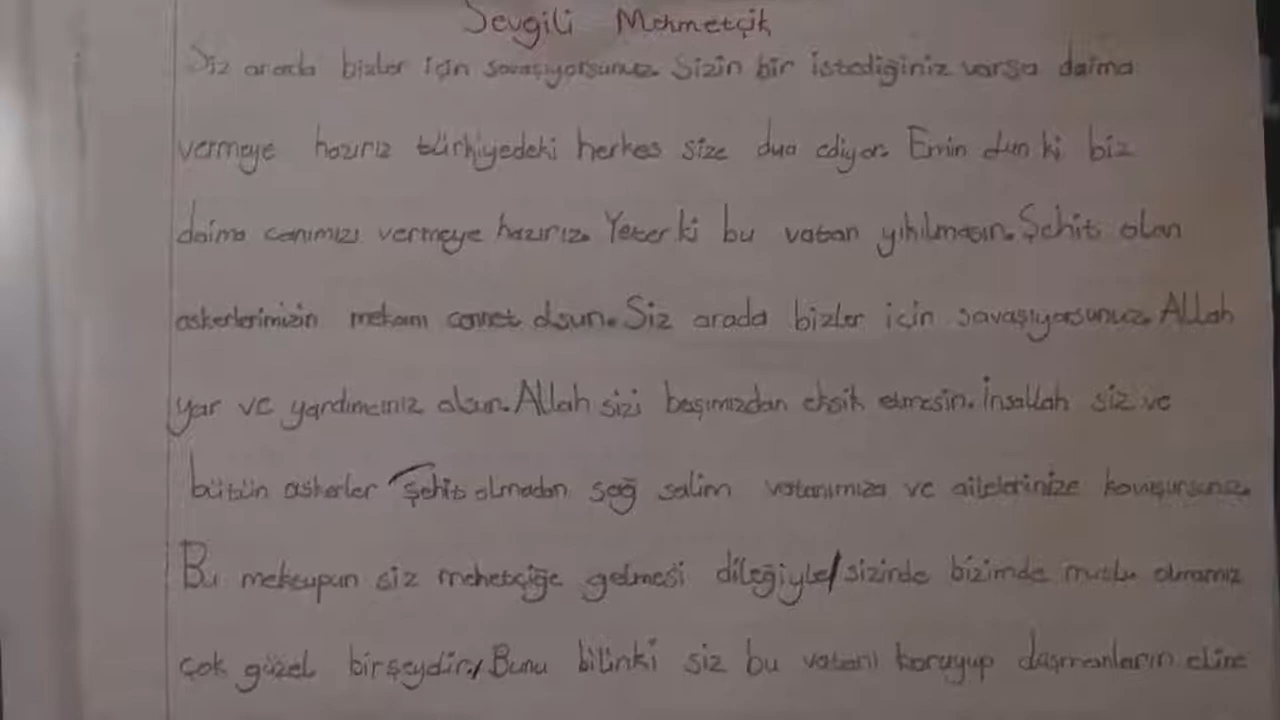 Sevgili Mehmetçik
Siz arada bizler için savaşıyorsunuz. Sizin bir istediğiniz varsa daima
vermeye hazırız türkiyedeki herkes size dua ediyor. Emin olun ki biz
daima canımızı vermeye hazırız. Yeter ki bu vatan yıkılmasın. Şehit olan
askerlerimizin mekanı cennet olsun. Siz arada bizler için savaşıyorsunuz. Allah
yar ve yardımcınız olsun. Allah sizi başımızdan eksik etmesin. İnsallah siz ve
bütün askerler şehit olmadan sağ salim vatanımıza ve ailelerinize kavuşursunuz.
Bu mektupun siz mehetçiğe gelmesi dileğiyle/sizinde bizimde mutlu olmamız
çok güzel birşeydir./Bunu bilinki siz bu vatanı koruyup düşmanların eline